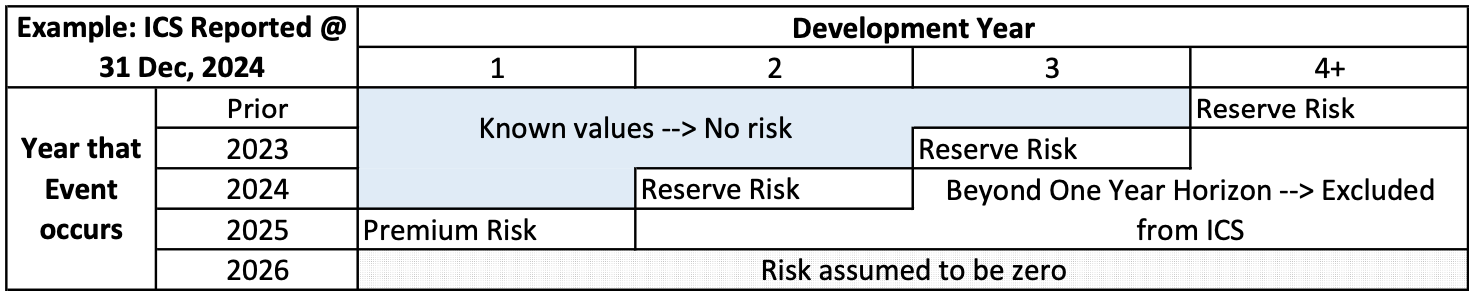 Example: ICS Reported @
31 Dec, 2024
Development Year
1 2 3 4+
Year that
Event
occurs
Prior
Known values --> No risk
Reserve Risk
2023
Reserve Risk
2024
Reserve Risk
Beyond One Year Horizon --> Excluded
from ICS
2025
Premium Risk
2026
Risk assumed to be zero